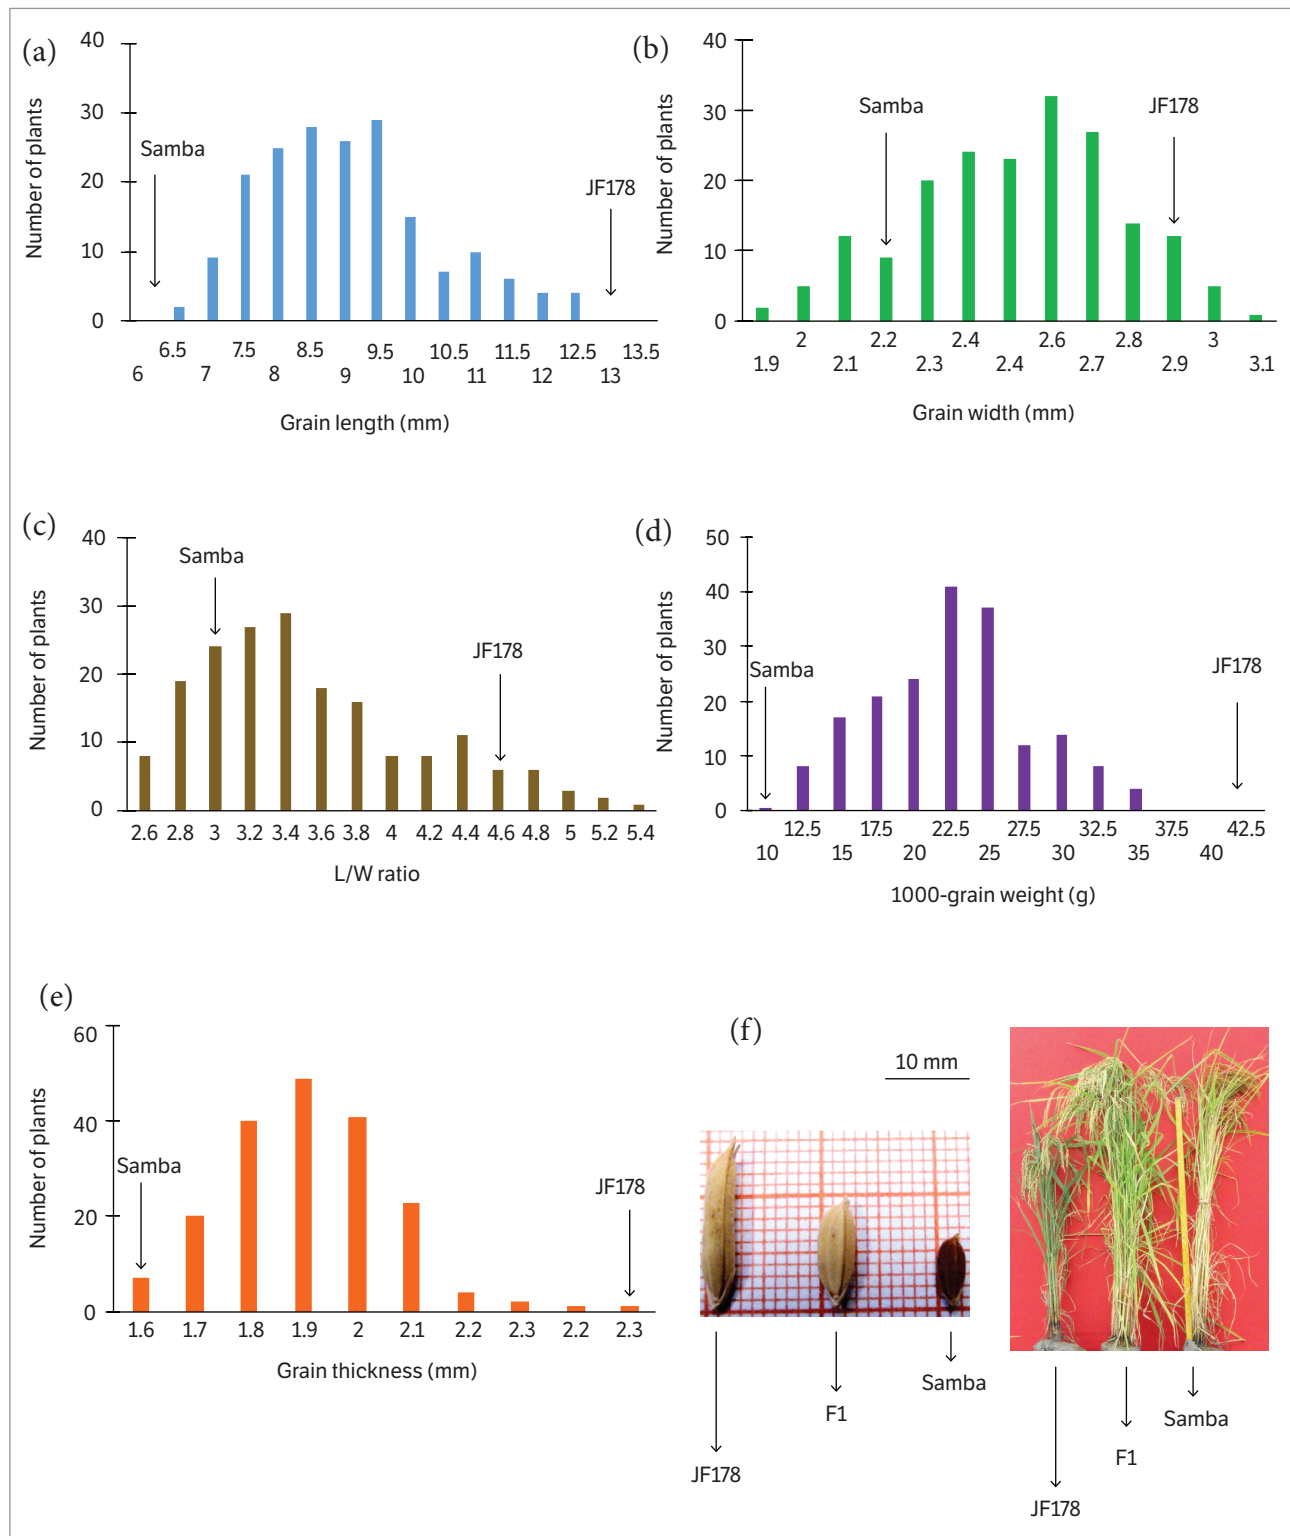 (a)
40
30
20
10
0
Number of plants
Samba
JF178
6.5 7.5 8.5 9.5 10.5 11.5 12.5 13.5
6 7 8 9 10 11 12 13
Grain length (mm)
(b)
40
30
20
10
0
Number of plants
Samba
JF178
2 2.2 2.4 2.6 2.8 3
1.9 2.1 2.3 2.4 2.7 2.9 3.1
Grain width (mm)
(c)
40
30
20
10
0
Number of plants
Samba
JF178
2.6 2.8 3 3.2 3.4 3.6 3.8 4 4.2 4.4 4.6 4.8 5 5.2 5.4
L/W ratio
(d)
50
40
30
20
10
0
Number of plants
Samba
JF178
12.5 17.5 22.5 27.5 32.5 37.5 42.5
10 15 20 25 30 35 40
1000-grain weight (g)
(e)
60
40
20
0
Number of plants
Samba
JF178
1.6 1.7 1.8 1.9 2 2.1 2.2 2.3 2.2 2.3
Grain thickness (mm)
(f)
10 mm
Samba
F1
JF178
Samba
F1
JF178